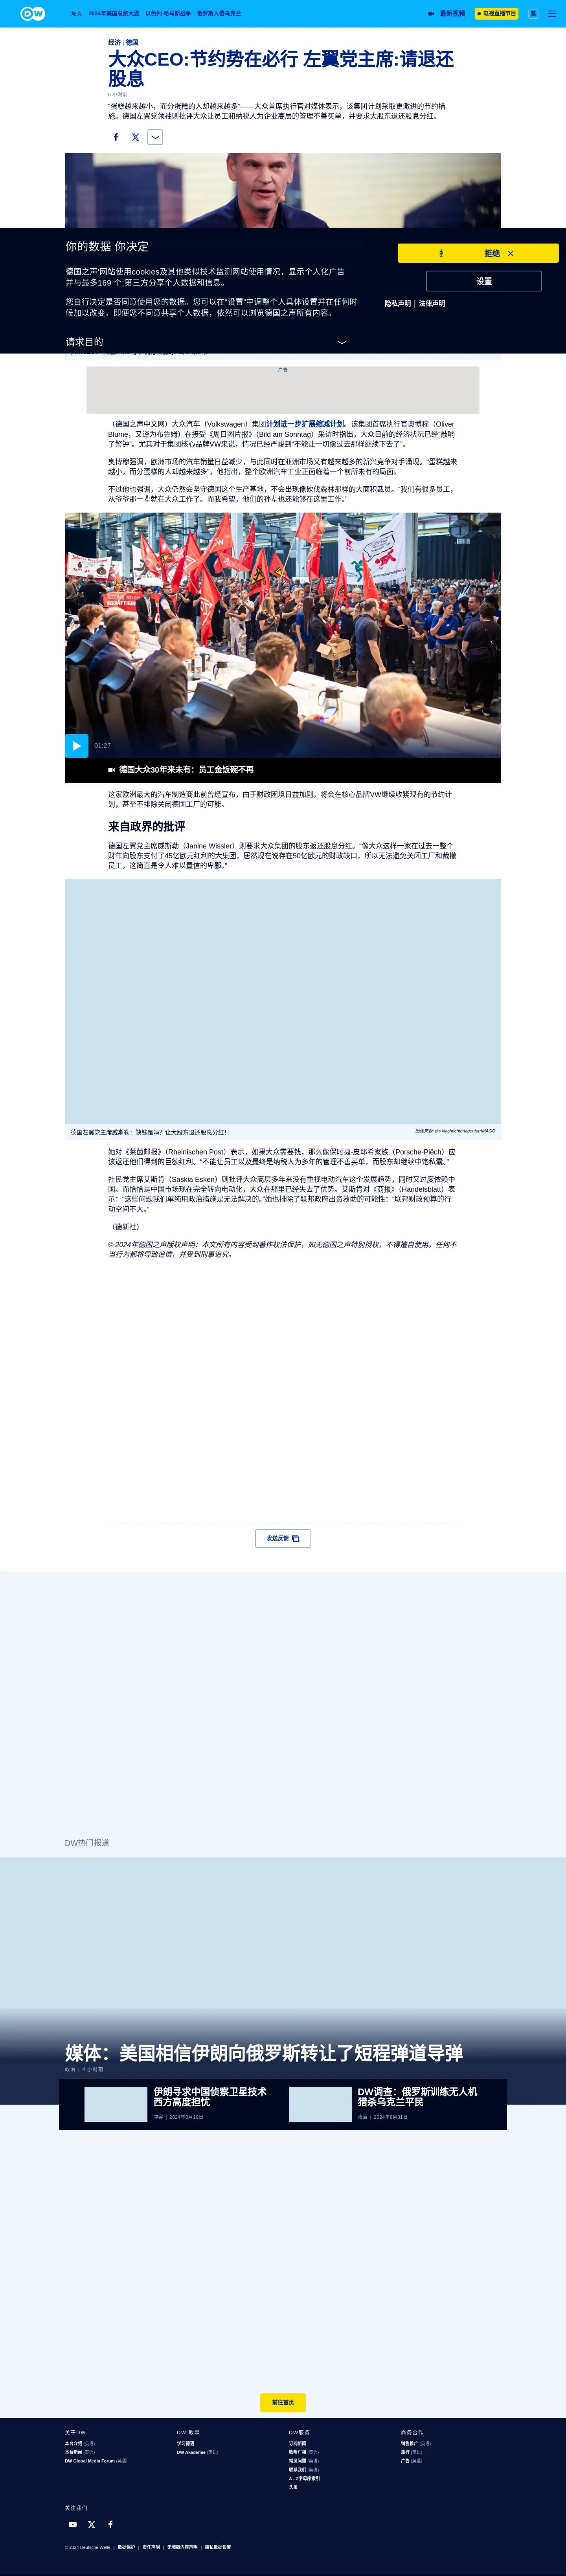 DW
焦点 2024年美国总统大选 以色列-哈马斯战争 俄罗斯入侵乌克兰 最新视频 电视直播节目 繁
经济 | 德国
大众CEO:节约势在必行 左翼党主席:请退还
股息
6 小时前
“蛋糕越来越小，而分蛋糕的人却越来越多”——大众首席执行官对媒体表示，该集团计划采取更激进的节约措
施。德国左翼党领袖则批评大众让员工和纳税人为企业高层的管理不善买单，并要求大股东退还股息分红。
你的数据 你决定
德国之声'网站使用cookies及其他类似技术监测网站使用情况，显示个人化广告
并与最多169 个;第三方分享个人数据和信息。
您自行决定是否同意使用您的数据。您可以在“设置”中调整个人具体设置并在任何时
候加以改变。即便您不同意共享个人数据，依然可以浏览德国之声所有内容。
请求目的
拒绝
设置
隐私声明 | 法律声明
广告
（德国之声中文网）大众汽车（Volkswagen）集团计划进一步扩展缩减计划。该集团首席执行官奥博穆（Oliver
Blume，又译为布鲁姆）在接受《周日图片报》（Bild am Sonntag）采访时指出，大众目前的经济状况已经“敲响
了警钟”。尤其对于集团核心品牌VW来说，情况已经严峻到“不能让一切像过去那样继续下去了”。
奥博穆强调，欧洲市场的汽车销量日益减少，与此同时在亚洲市场又有越来越多的新兴竞争对手涌现。“蛋糕越来
越小，而分蛋糕的人却越来越多”，他指出，整个欧洲汽车工业正面临着一个前所未有的局面。
不过他也强调，大众仍然会坚守德国这个生产基地，不会出现像砍伐森林那样的大面积裁员。“我们有很多员工，
从爷爷那一辈就在大众工作了。而我希望，他们的孙辈也还能够在这里工作。”
01:27
德国大众30年来未有：员工金饭碗不再
这家欧洲最大的汽车制造商此前曾经宣布，由于财政困境日益加剧，将会在核心品牌VW继续收紧现有的节约计
划，甚至不排除关闭德国工厂的可能。
来自政界的批评
德国左翼党主席威斯勒（Janine Wissler）则要求大众集团的股东返还股息分红。“像大众这样一家在过去一整个
财年向股东支付了45亿欧元红利的大集团，居然现在说存在50亿欧元的财政缺口，所以无法避免关闭工厂和裁撤
员工，这简直是令人难以置信的卑鄙。”
德国左翼党主席威斯勒：缺钱是吗？让大股东退还股息分红！
图像来源: dts Nachrichtenagentur/IMAGO
她对《莱茵邮报》（Rheinischen Post）表示，如果大众需要钱，那么像保时捷-皮耶希家族（Porsche-Piëch）应
该返还他们得到的巨额红利。“不能让员工以及最终是纳税人为多年的管理不善买单，而股东却继续中饱私囊。”
社民党主席艾斯肯（Saskia Esken）则批评大众高层多年来没有重视电动汽车这个发展趋势，同时又过度依赖中
国。而恰恰是中国市场现在完全转向电动化，大众在那里已经失去了优势。艾斯肯对《商报》（Handelsblatt）表
示：“这些问题我们单纯用政治措施是无法解决的。”她也排除了联邦政府出资救助的可能性：“联邦财政预算的行
动空间不大。”
（德新社）
© 2024年德国之声版权声明：本文所有内容受到著作权法保护，如无德国之声特别授权，不得擅自使用。任何不
当行为都将导致追偿，并受到刑事追究。
发送反馈
DW热门报道
媒体：美国相信伊朗向俄罗斯转让了短程弹道导弹
政治 | 4 小时前
伊朗寻求中国侦察卫星技术
西方高度担忧
冲突 | 2024年8月19日
DW调查：俄罗斯训练无人机
猎杀乌克兰平民
政治 | 2024年8月31日
前往首页
关于DW
本台介绍 (英语)
本台新闻 (英语)
DW Global Media Forum (英语)
DW 教學
学习德语
DW Akademie (英语)
DW服务
订阅新闻
收听广播 (英语)
常见问题 (英语)
联系我们 (英语)
A - Z字母序索引
头条
商务合作
销售推广 (英语)
旅行 (英语)
广告 (英语)
关注我们
© 2024 Deutsche Welle | 数据保护 | 责任声明 | 无障碍内容声明 | 隐私数据设置